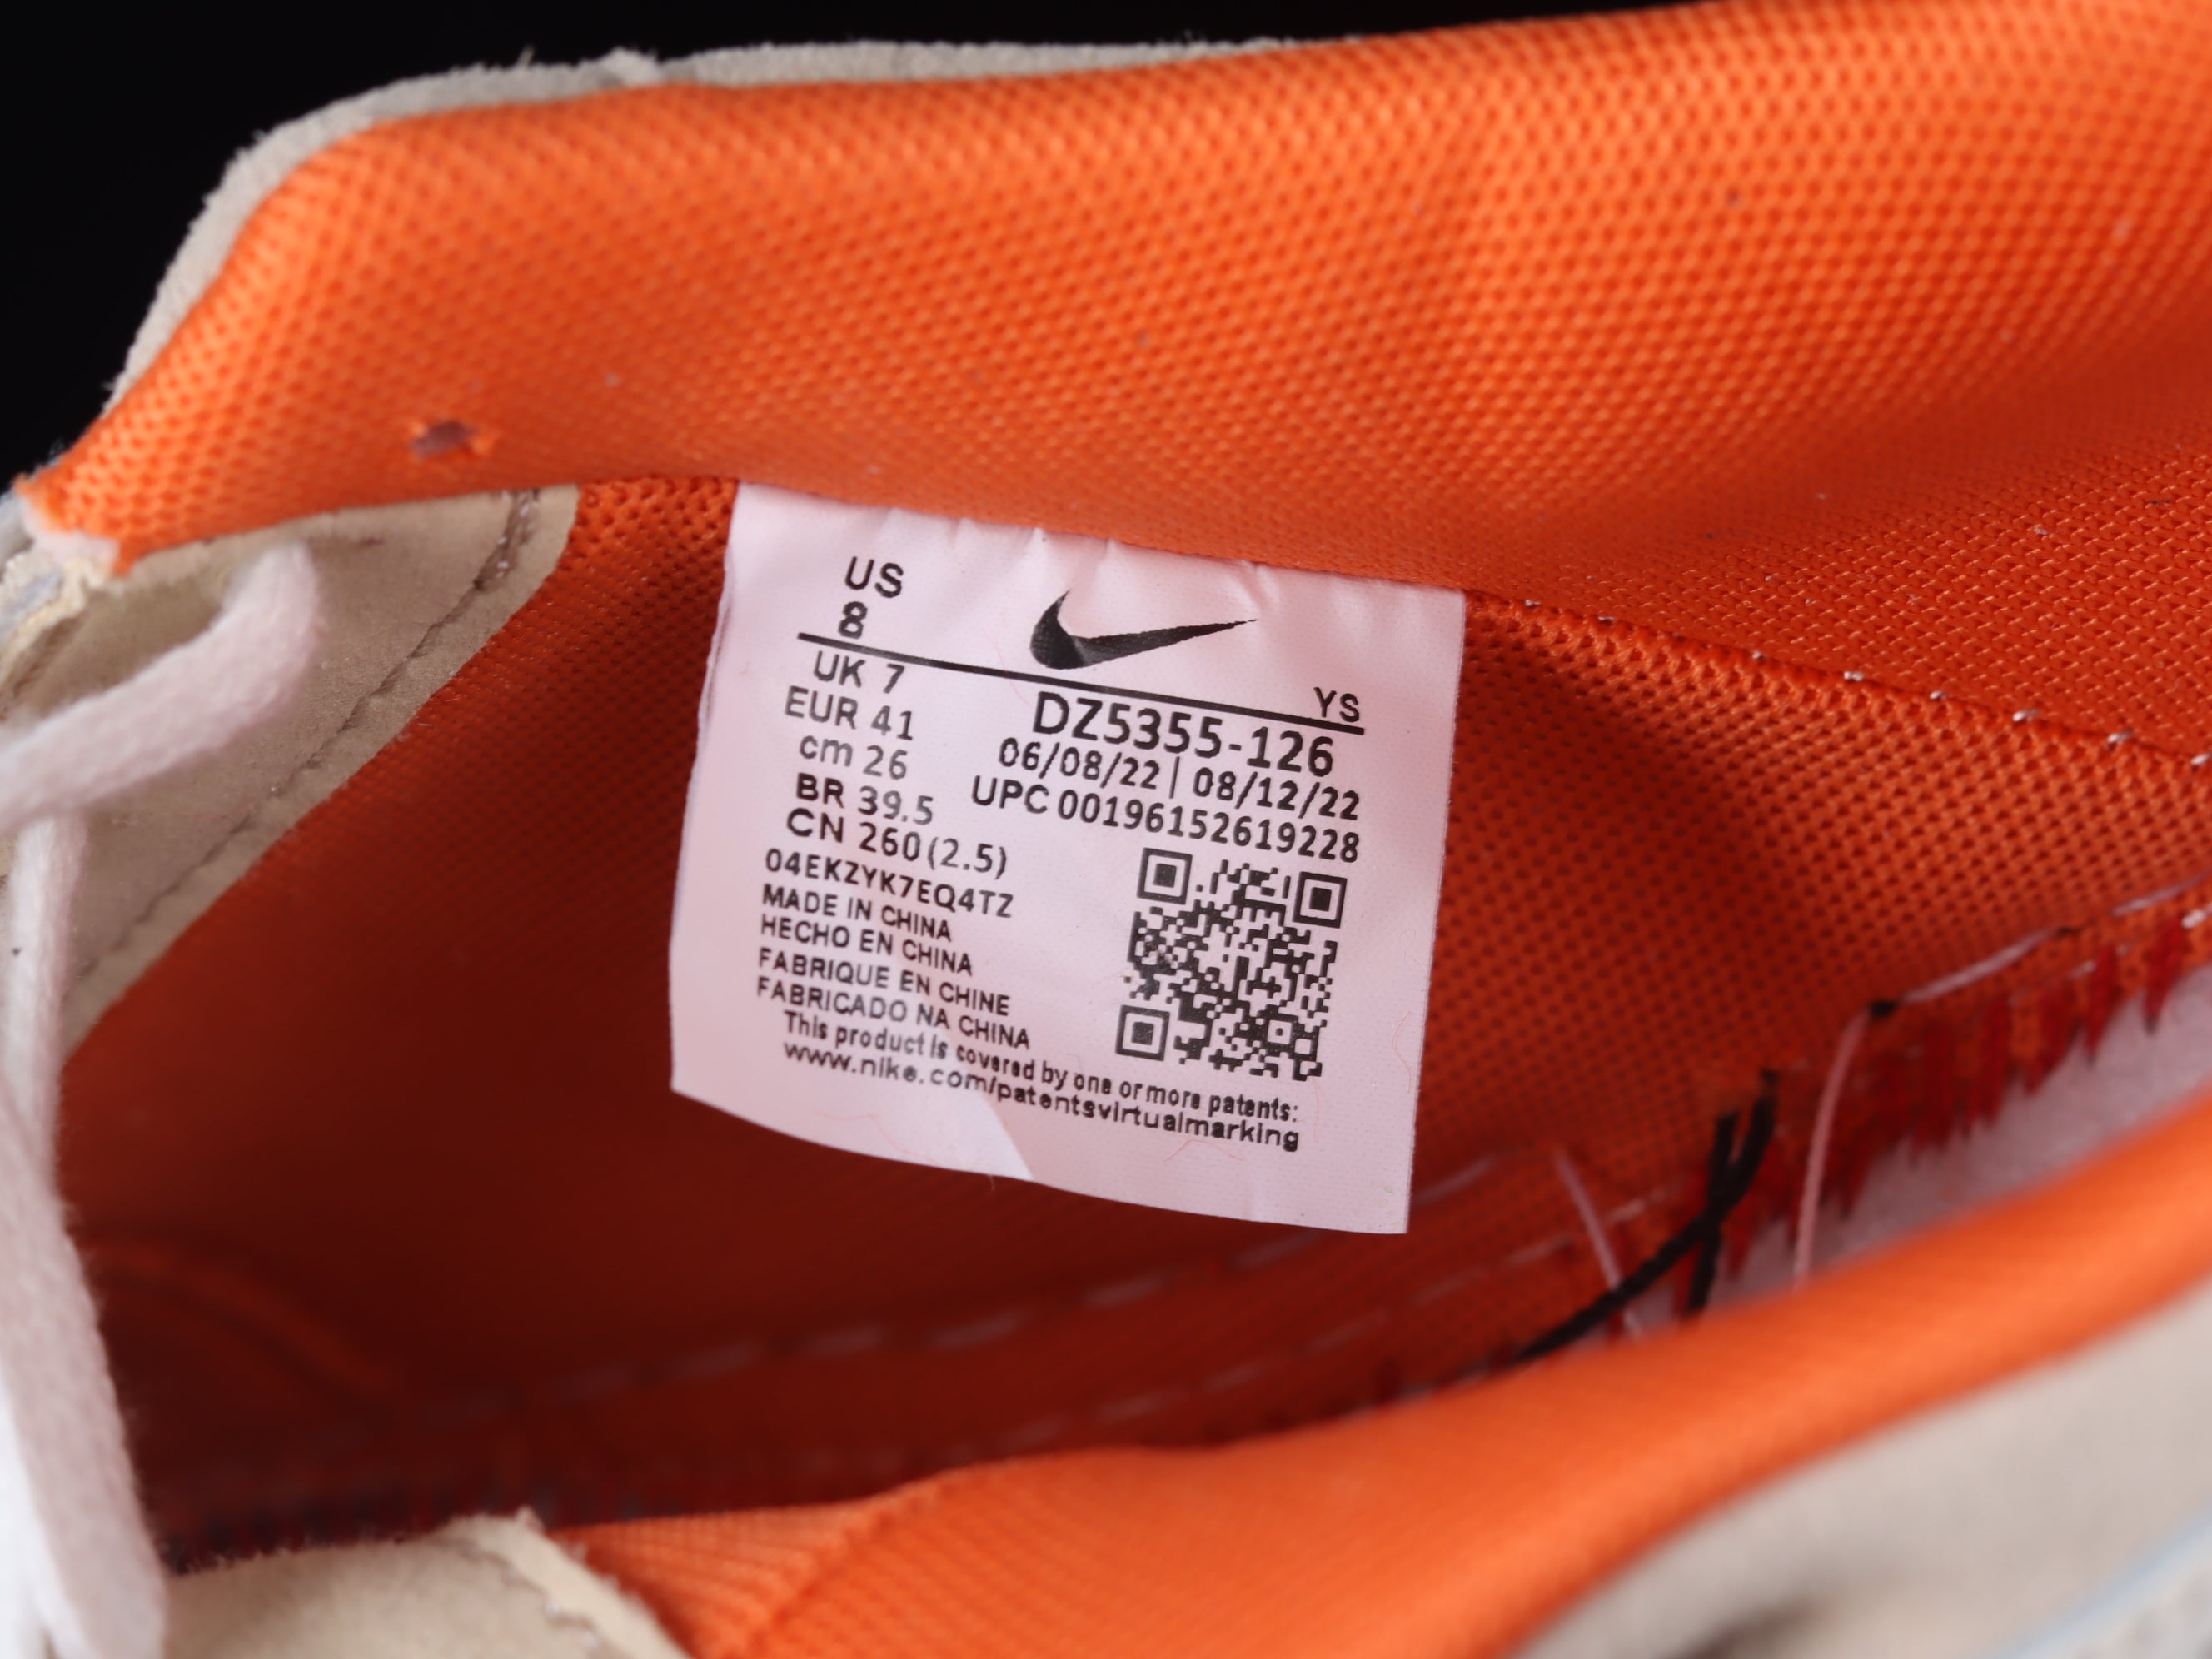 US
8
YS
UK 7
EUR 41
cm 26
BR 39.5
CN 260(2.5)
DZ5355-126
06/08/22 | 08/12/22
UPC 00196152619228
04EKZYK7EQ4TZ
MADE IN CHINA
HECHO EN CHINA
FABRIQUE EN CHINE
FABRICADO NA CHINA
This product is covered by one or more patents:
www.nike.com/patentsvirtualmarking